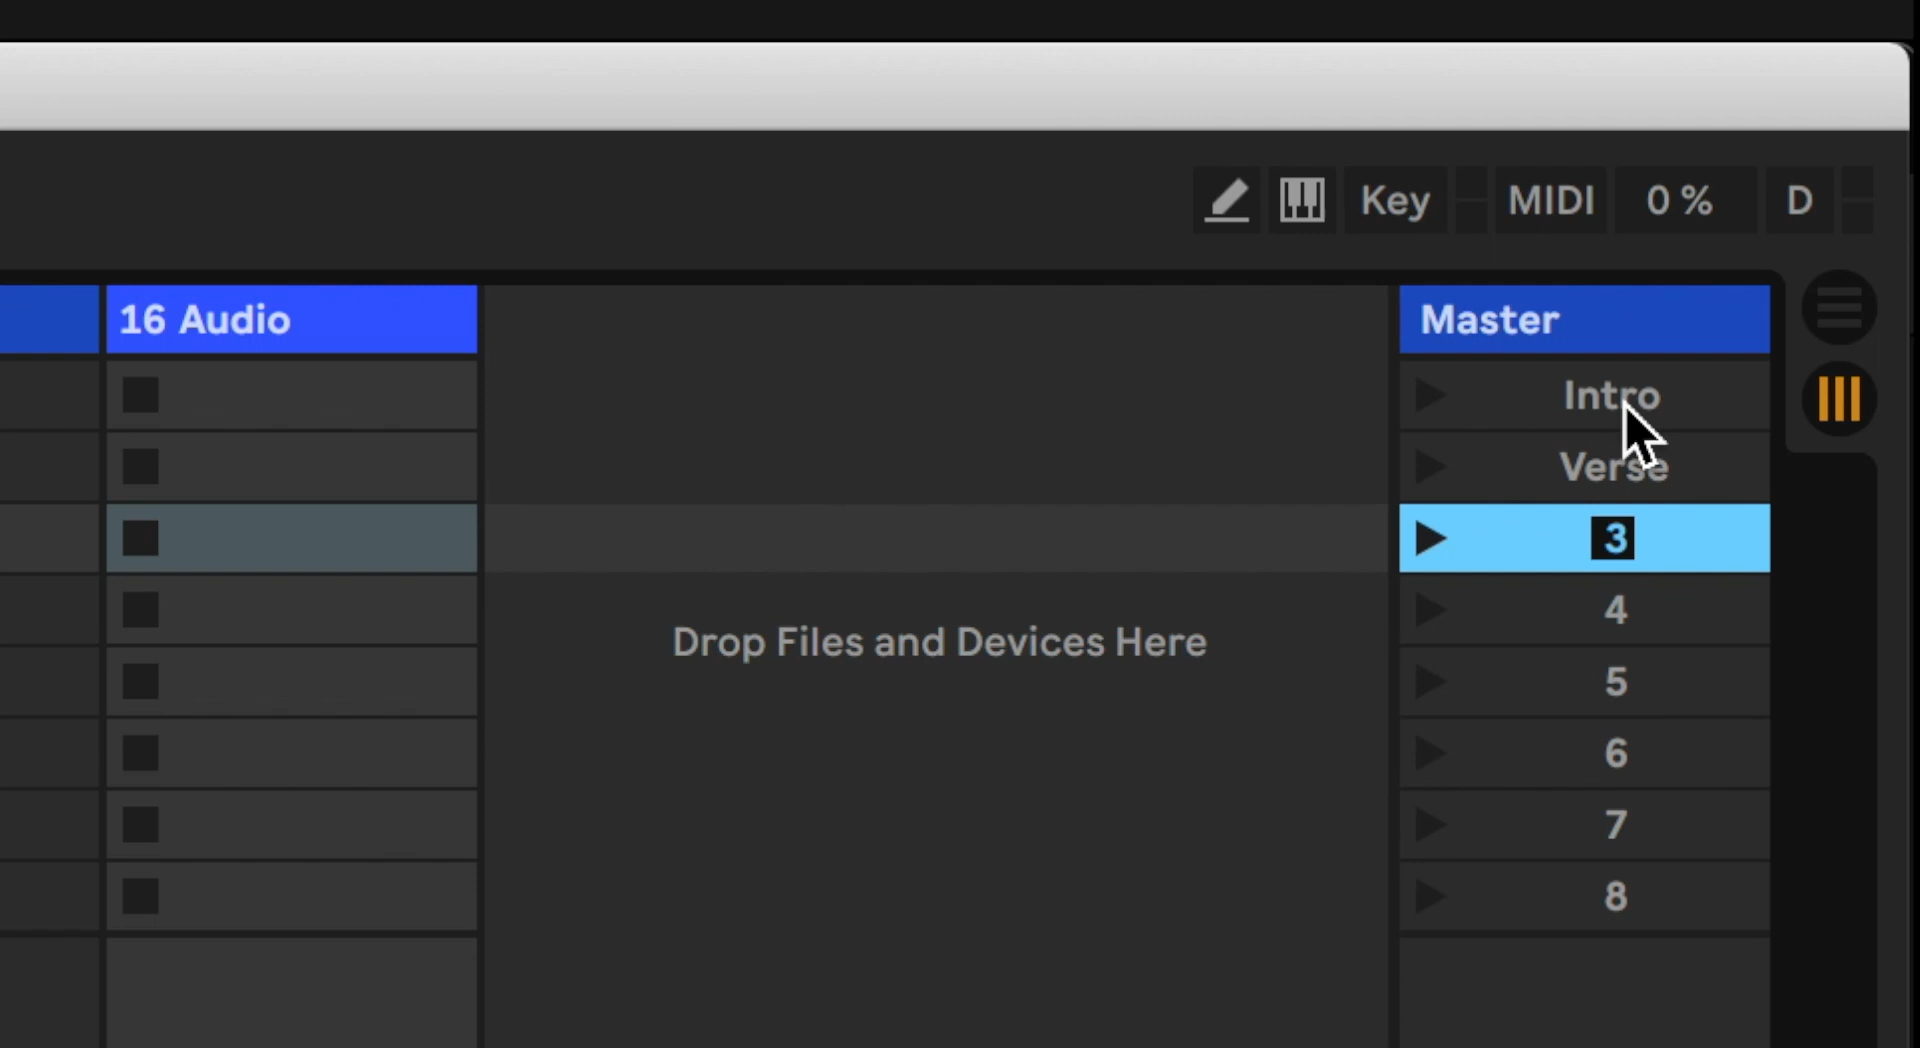 Key MIDI 0 % D
16 Audio
Master
Intro
Verse
3
4
Drop Files and Devices Here
5
6
7
8